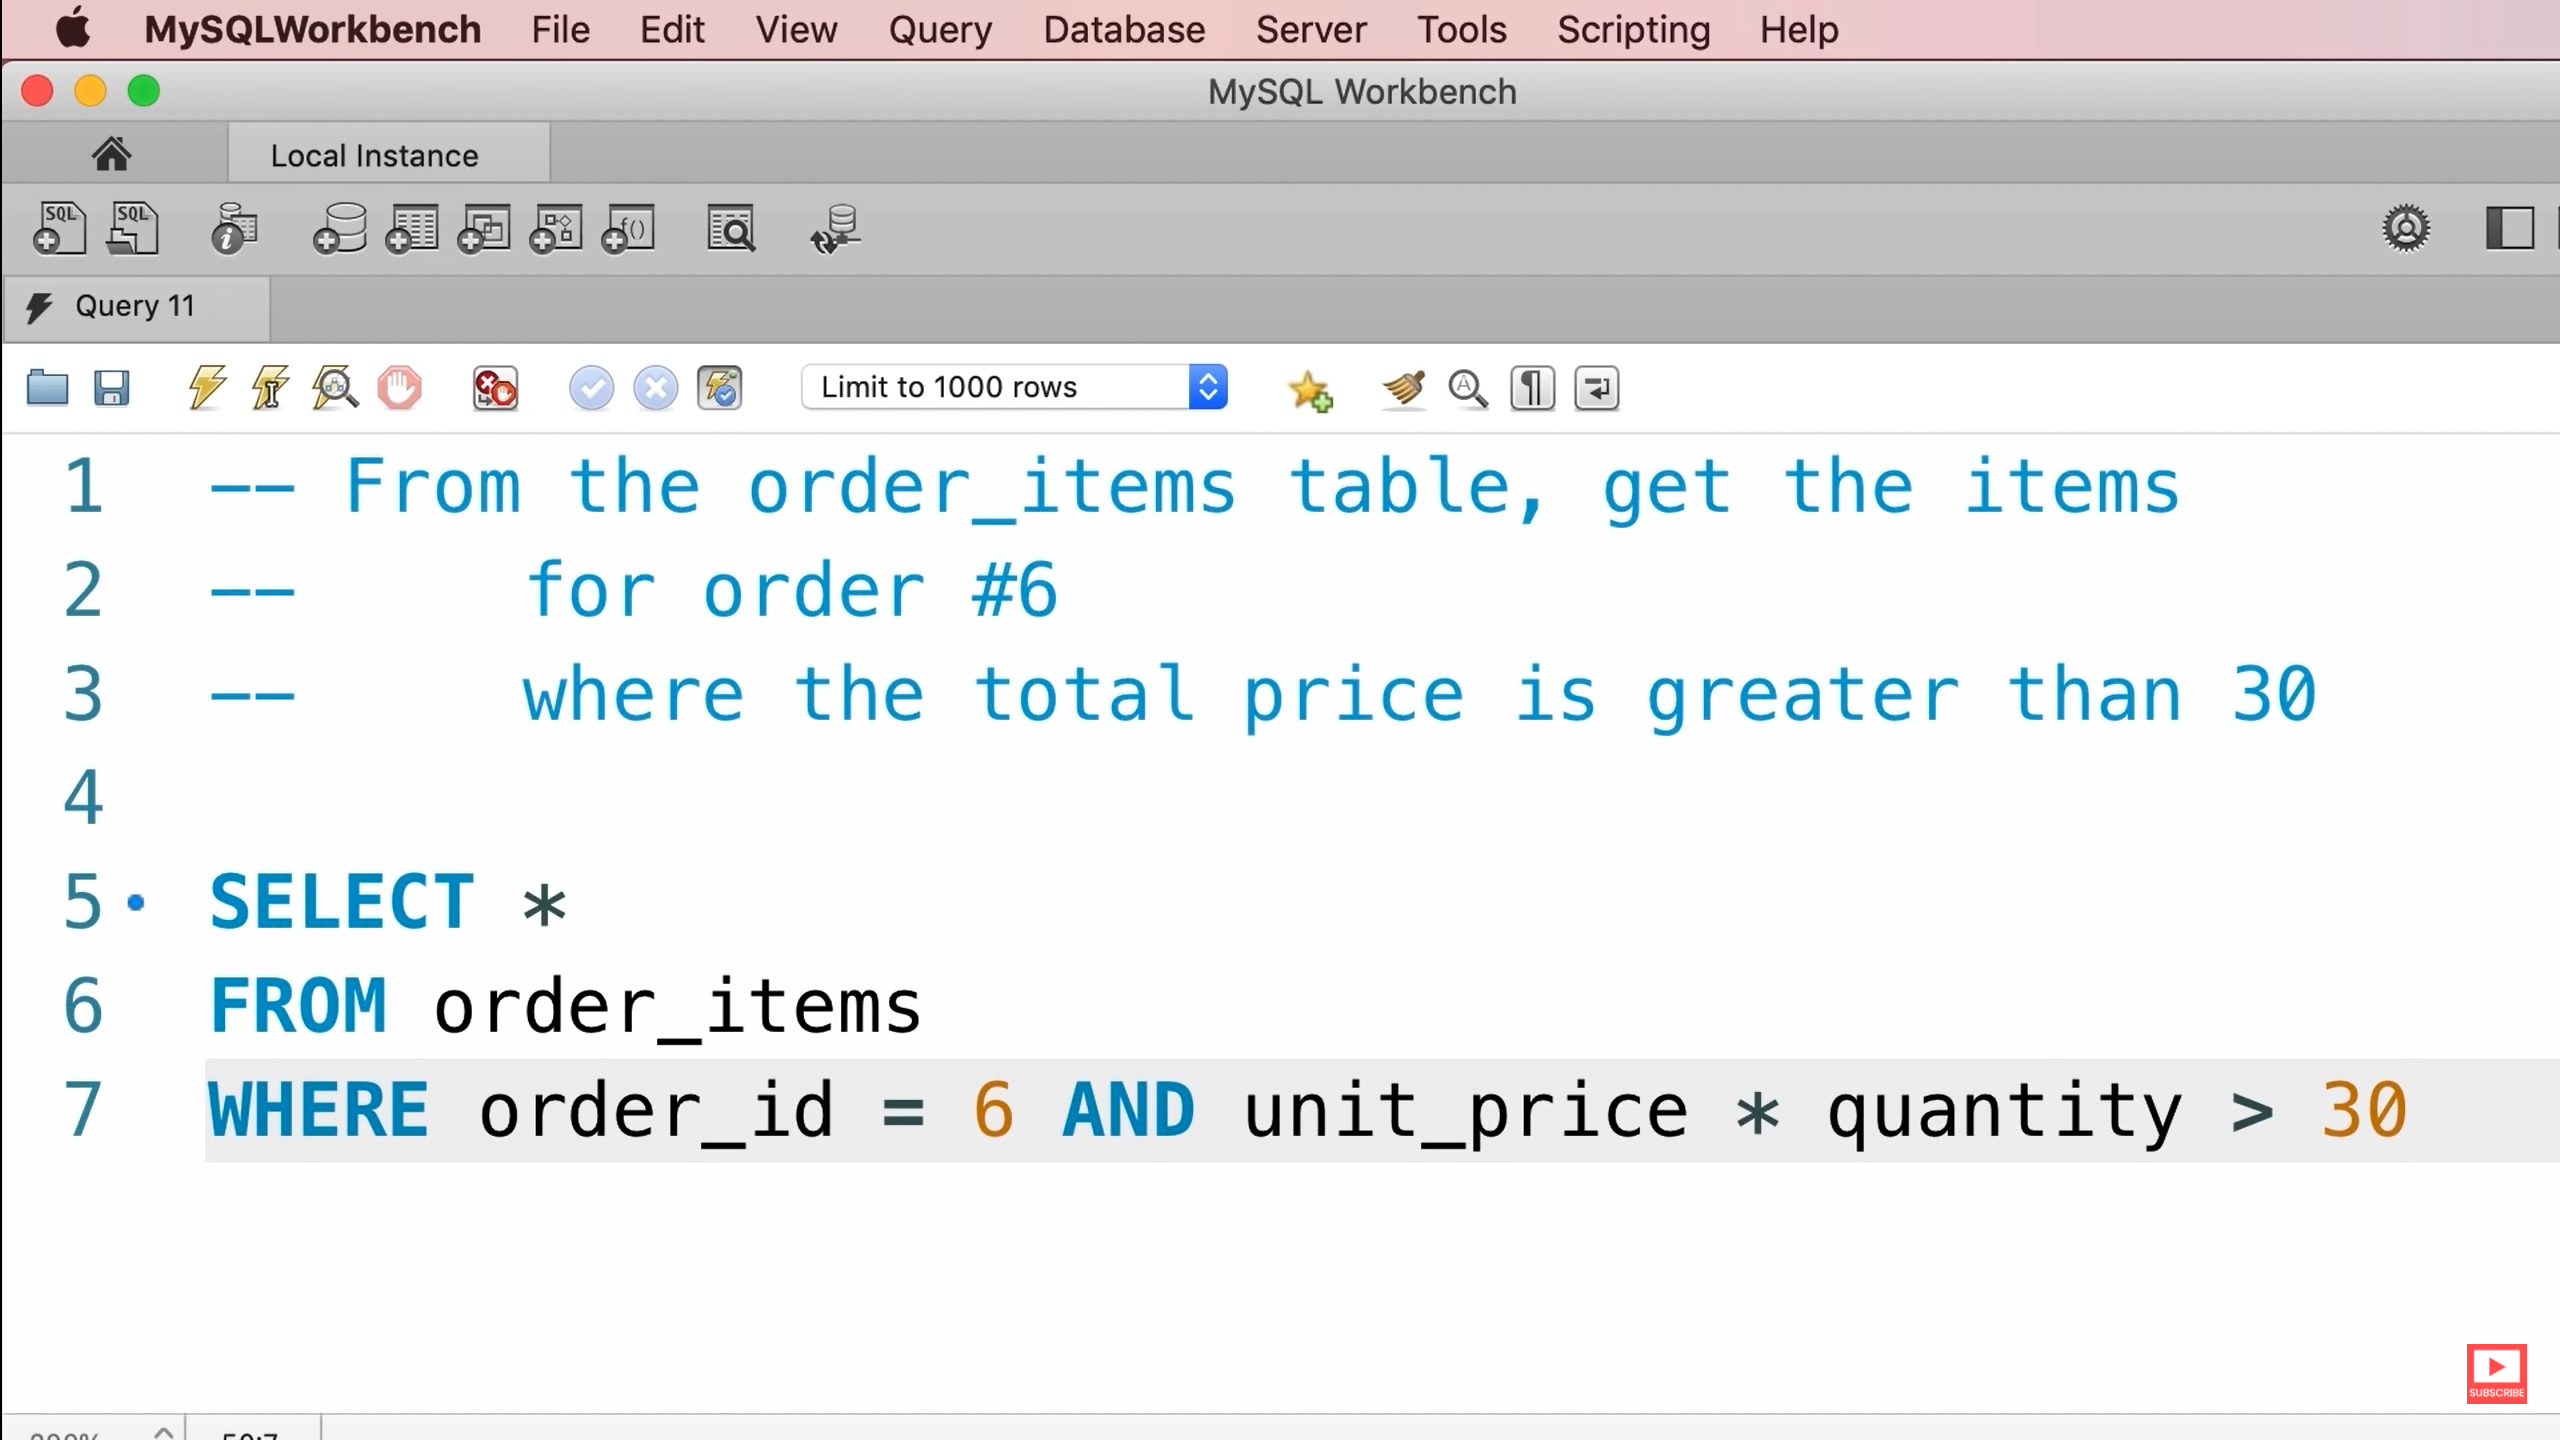 MySQLWorkbench File Edit View Query Database Server Tools Scripting Help
MySQL Workbench
Local Instance
SQL SQL
Query 11
Limit to 1000 rows
1 -- From the order_items table, get the items
2 -- for order #6
3 -- where the total price is greater than 30
4
5 SELECT *
6 FROM order_items
7 WHERE order_id = 6 AND unit_price * quantity > 30
SUBSCRIBE